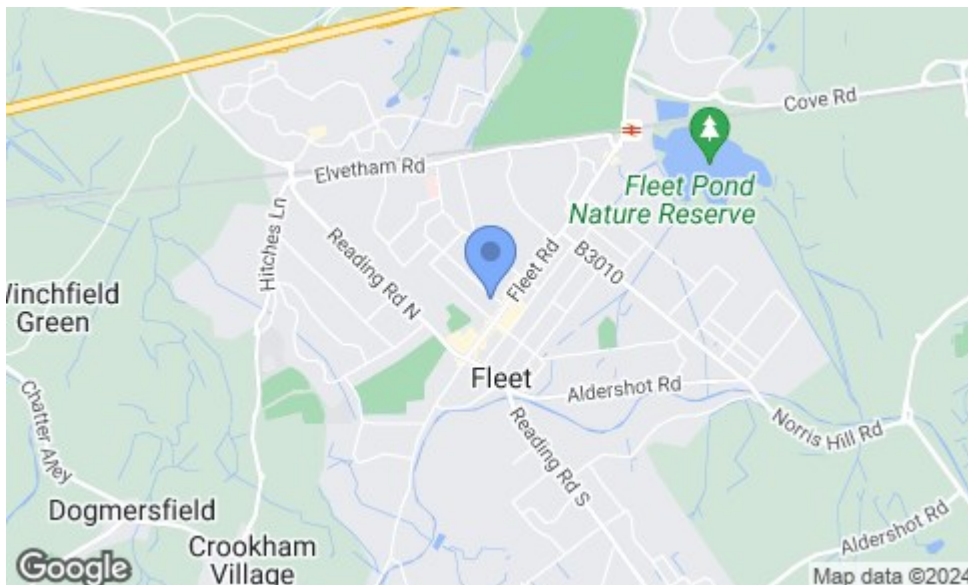 Cove Rd
Elvetham Rd
Fleet Pond
Nature Reserve
Hitches Ln
Reading Rd N
Fleet Rd
B3010
Winchfield
Green
Fleet
Aldershot Rd
Chatter Alley
Norris Hill Rd
Reading Rd S
Dogmersfield
Crookham
Village
Aldershot Rd
Google
Map data ©2024